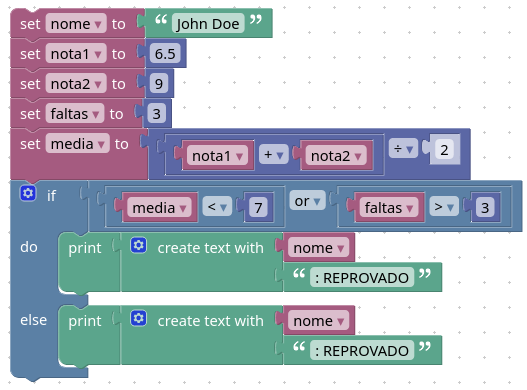 set nome ▾ to “ John Doe ”
set nota1 ▾ to 6.5
set nota2 ▾ to 9
set faltas ▾ to 3
set media ▾ to nota1 ▾ + ▾ nota2 ▾ ÷ ▾ 2
if media ▾ < ▾ 7 or ▾ faltas ▾ > ▾ 3
do print create text with nome ▾
“ : REPROVADO ”
else print create text with nome ▾
“ : REPROVADO ”